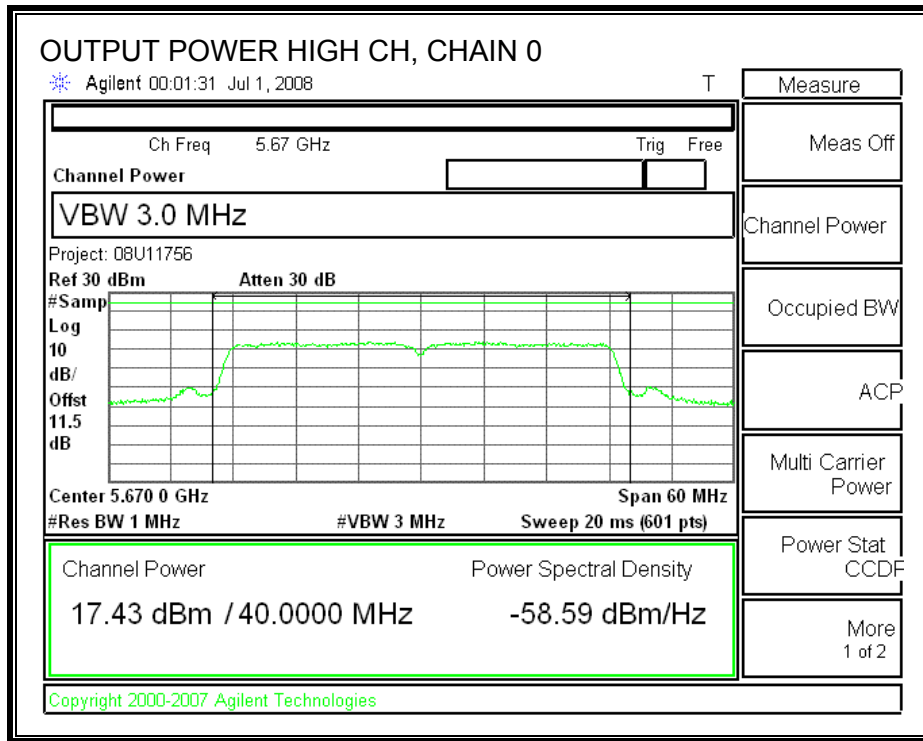 OUTPUT POWER HIGH CH, CHAIN 0
Agilent 00:01:31 Jul 1, 2008 T
Measure
Ch Freq 5.67 GHz Trig Free
Meas Off
Channel Power
VBW 3.0 MHz
Channel Power
Project: 08U11756
Ref 30 dBm Atten 30 dB
#Samp
Log
10
dB/
Offst
11.5
dB
Occupied BW
ACP
Multi Carrier
Power
Center 5.670 0 GHz Span 60 MHz
#Res BW 1 MHz #VBW 3 MHz Sweep 20 ms (601 pts)
Power Stat
CCDF
Channel Power Power Spectral Density
17.43 dBm / 40.0000 MHz -58.59 dBm/Hz
More
1 of 2
Copyright 2000-2007 Agilent Technologies